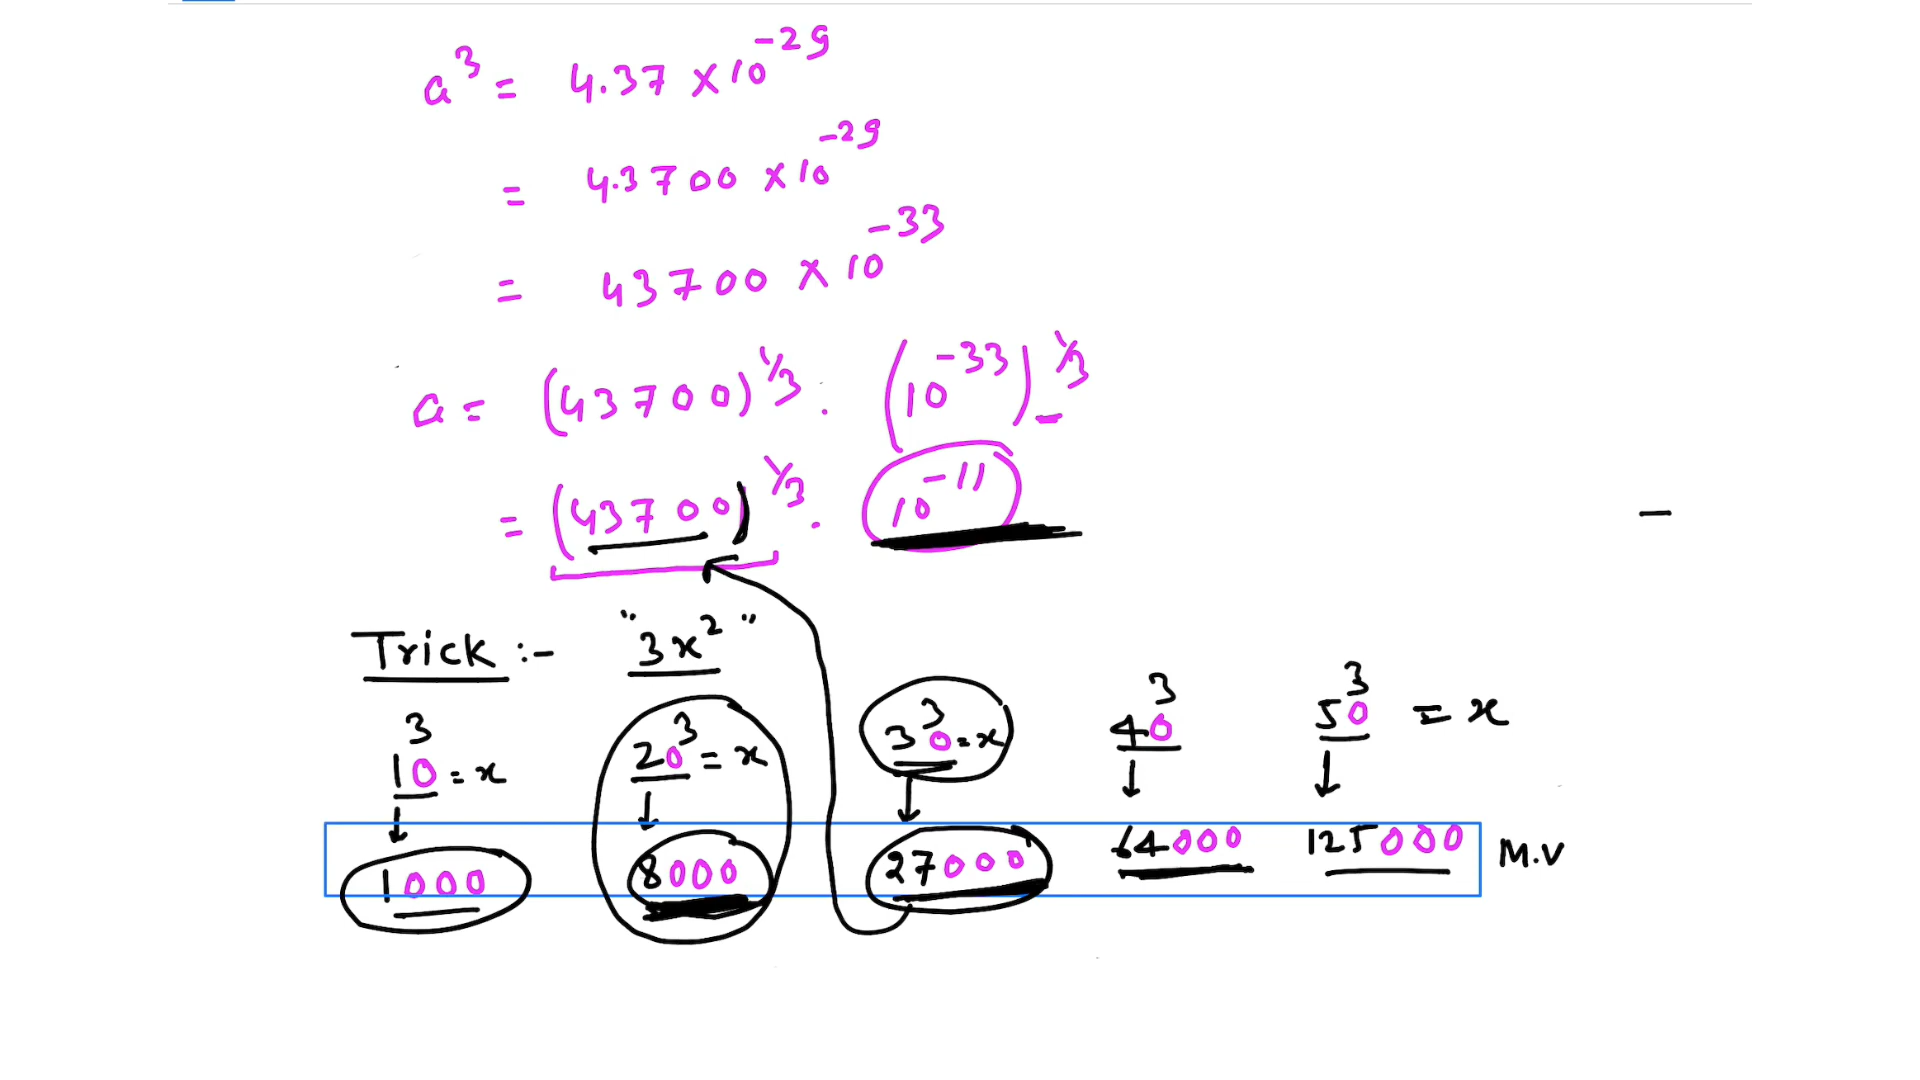 a³ = 4.37 × 10⁻²⁹
= 4.3700 × 10⁻²⁹
= 43700 × 10⁻³³
a = (43700)^1/3 . (10⁻³³)^1/3
= (43700)^1/3 . 10⁻¹¹
Trick :- "3x²"
10³ = x 20³ = x 30³ = x 40³ 50³ = x
1000 8000 27000 64000 125000 M.V